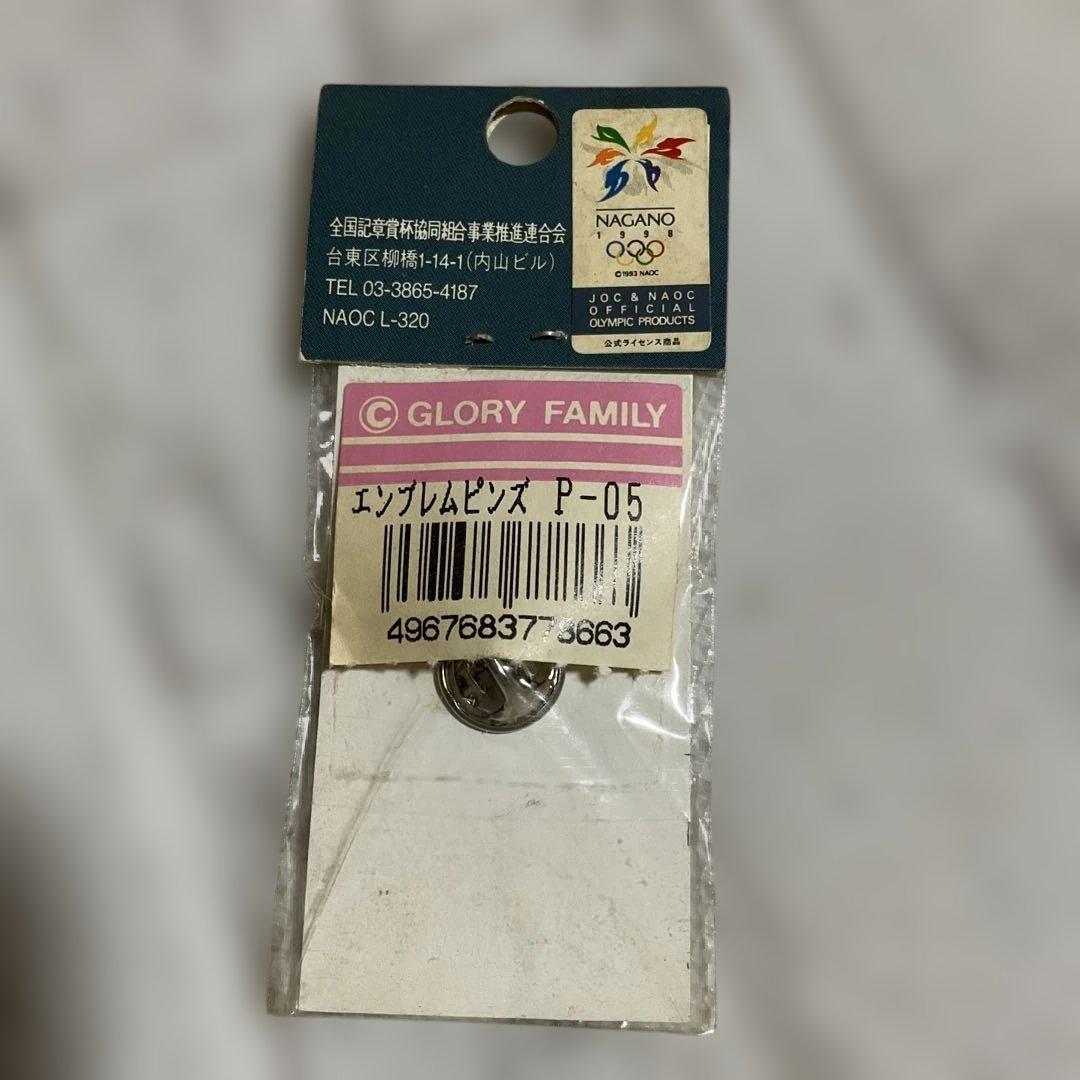 全国記章賞杯協同組合事業推進連合会
台東区柳橋1-14-1(内山ビル)
TEL 03-3865-4187
NAOC L-320
NAGANO
1998
©1993 NAOC
JOC & NAOC
OFFICIAL
OLYMPIC PRODUCTS
公式ライセンス商品
© GLORY FAMILY
エンブレムピンズ P-05